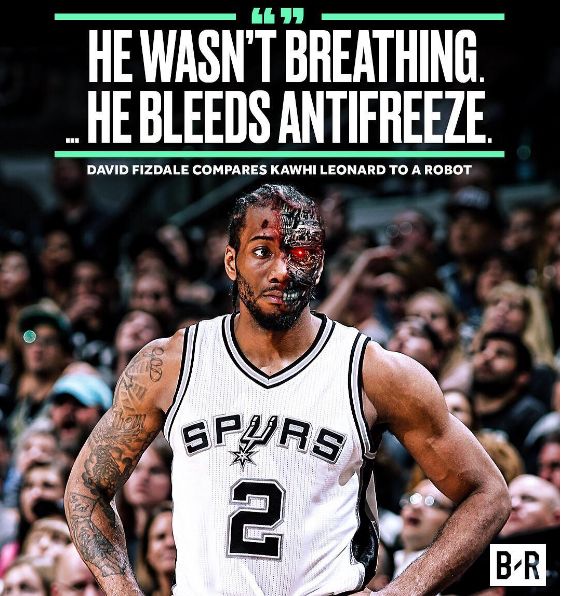 “ ”
HE WASN'T BREATHING.
... HE BLEEDS ANTIFREEZE.
DAVID FIZDALE COMPARES KAWHI LEONARD TO A ROBOT
SPURS
2
B-R